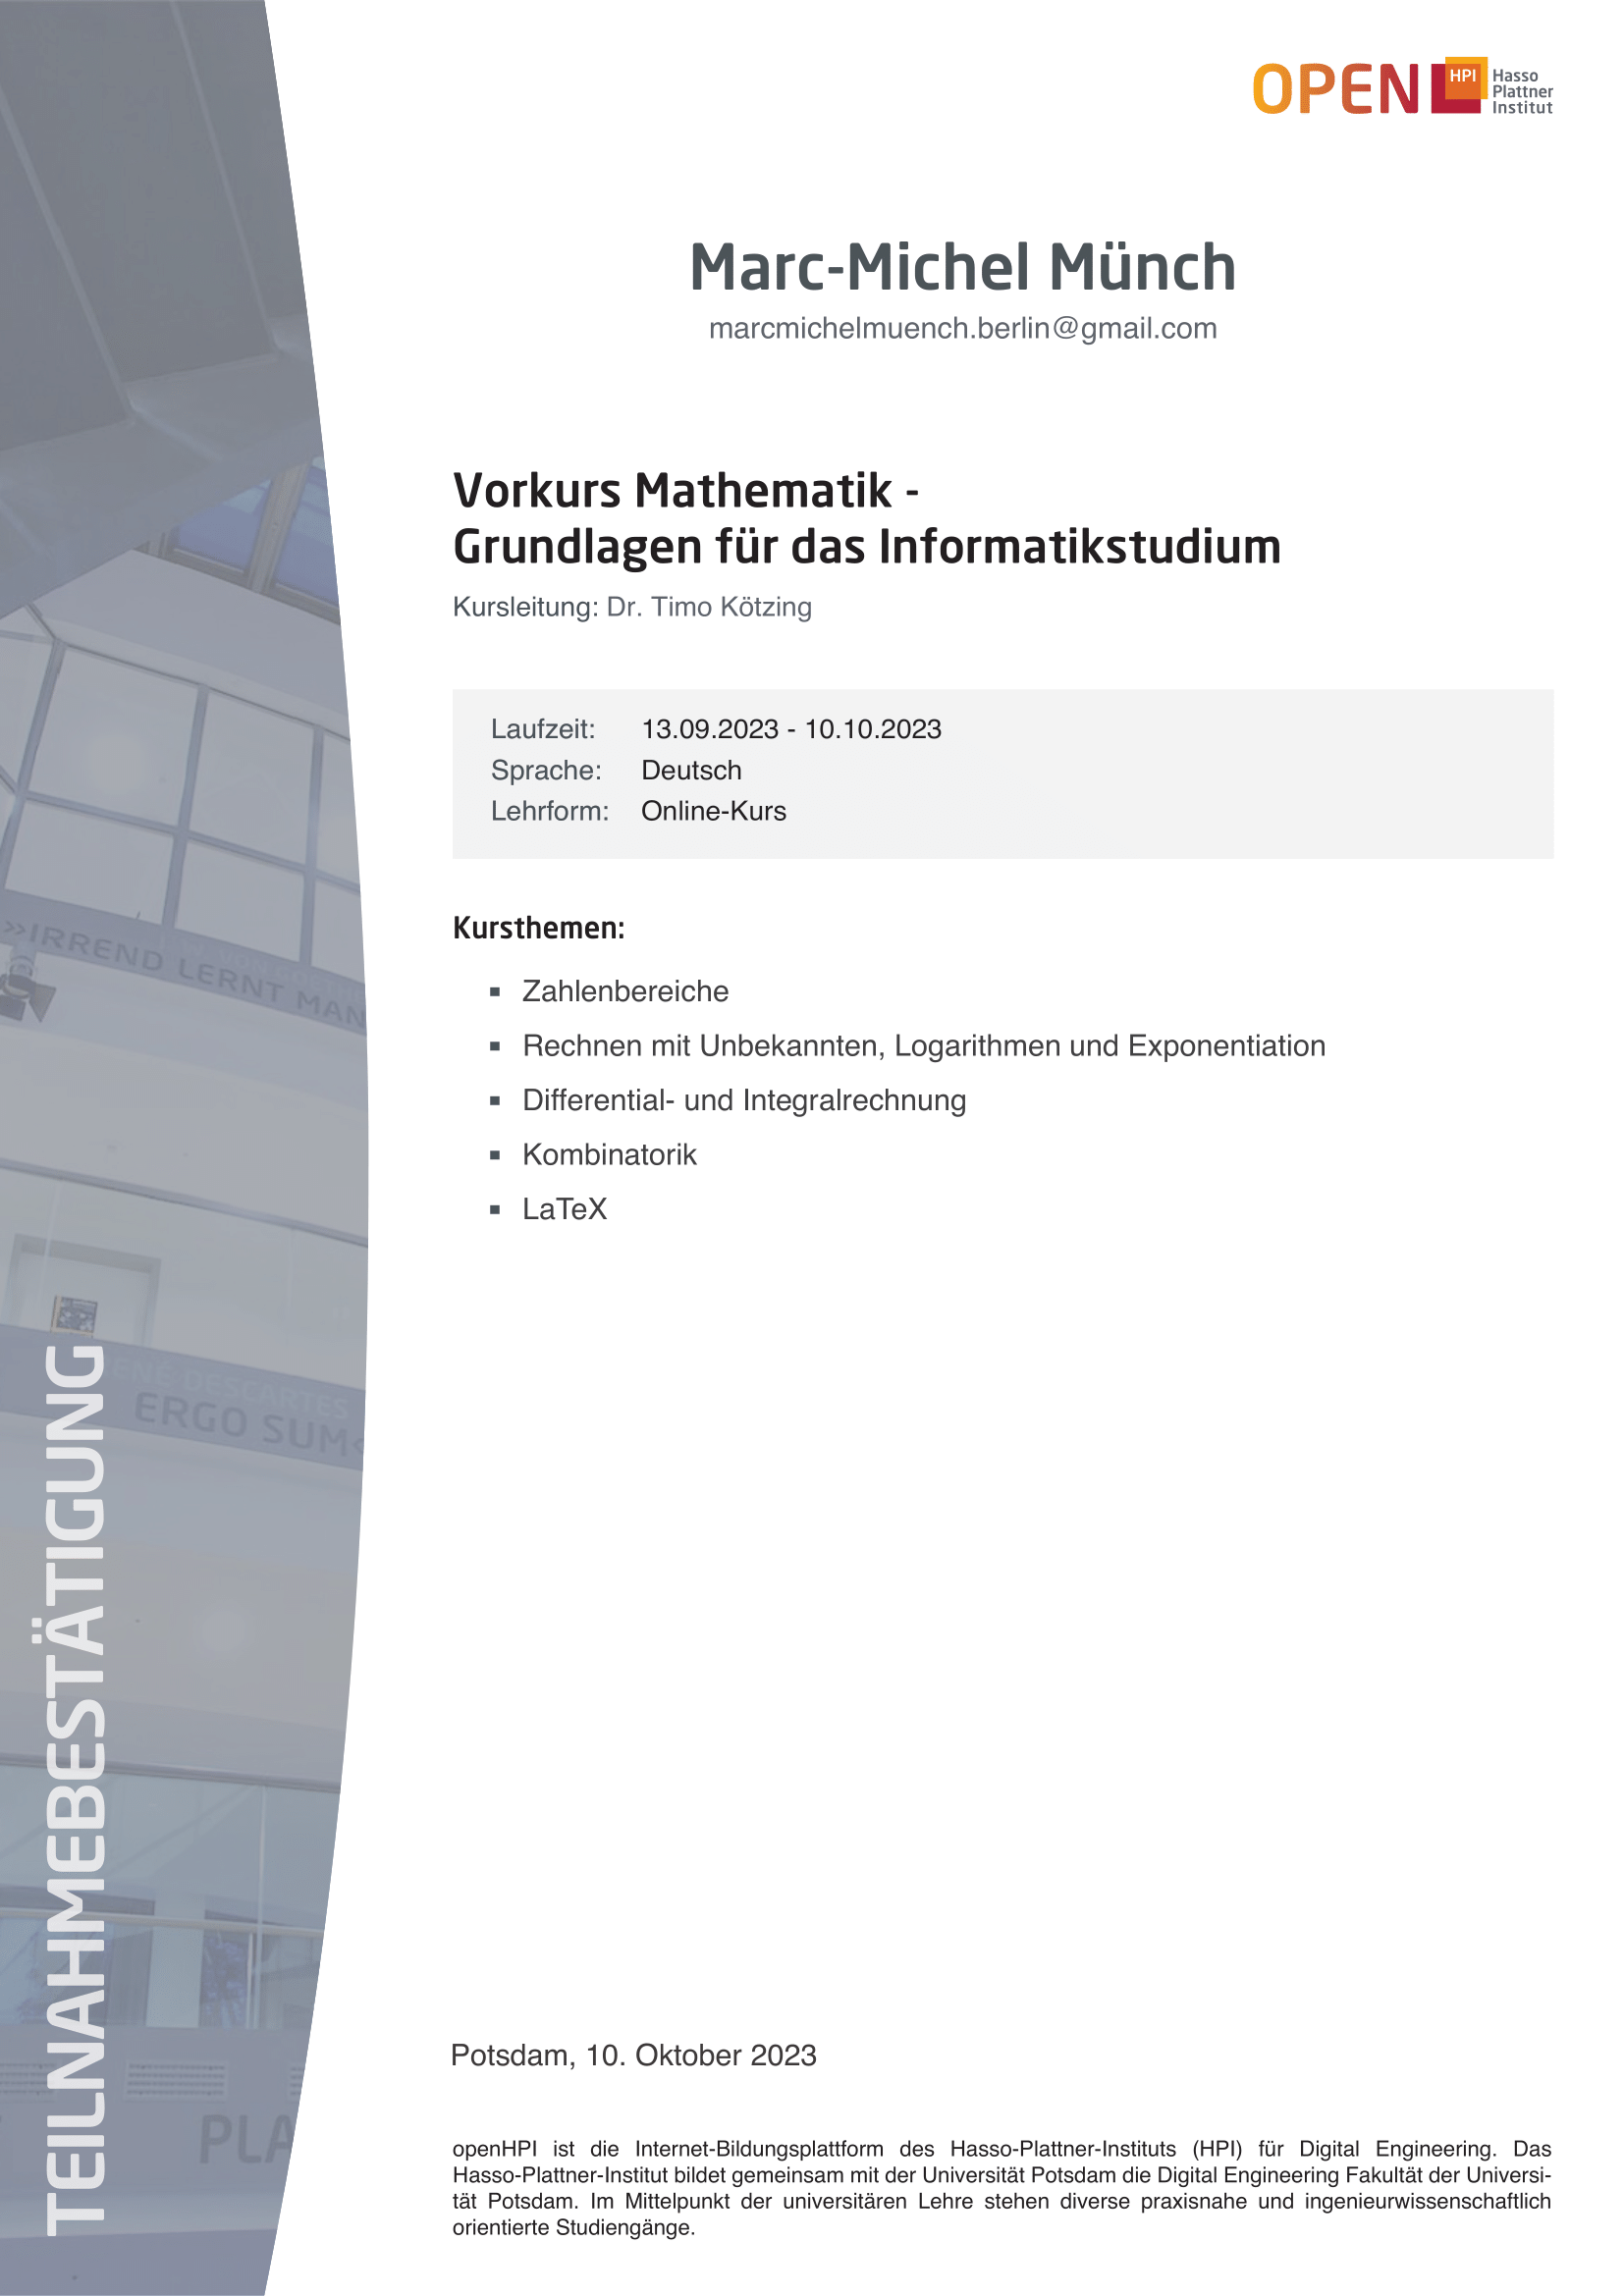 OPEN HPI Hasso
Plattner
Institut
Marc-Michel Münch
marcmichelmuench.berlin@gmail.com
Vorkurs Mathematik -
Grundlagen für das Informatikstudium
Kursleitung: Dr. Timo Kötzing
Laufzeit: 13.09.2023 - 10.10.2023
Sprache: Deutsch
Lehrform: Online-Kurs
Kursthemen:
▪ Zahlenbereiche
▪ Rechnen mit Unbekannten, Logarithmen und Exponentiation
▪ Differential- und Integralrechnung
▪ Kombinatorik
▪ LaTeX
Potsdam, 10. Oktober 2023
openHPI ist die Internet-Bildungsplattform des Hasso-Plattner-Instituts (HPI) für Digital Engineering. Das
Hasso-Plattner-Institut bildet gemeinsam mit der Universität Potsdam die Digital Engineering Fakultät der Universi-
tät Potsdam. Im Mittelpunkt der universitären Lehre stehen diverse praxisnahe und ingenieurwissenschaftlich
orientierte Studiengänge.
TEILNAHMEBESTÄTIGUNG
»IRREND LERNT MAN
DESCARTES
ERGO SUM«
PLA